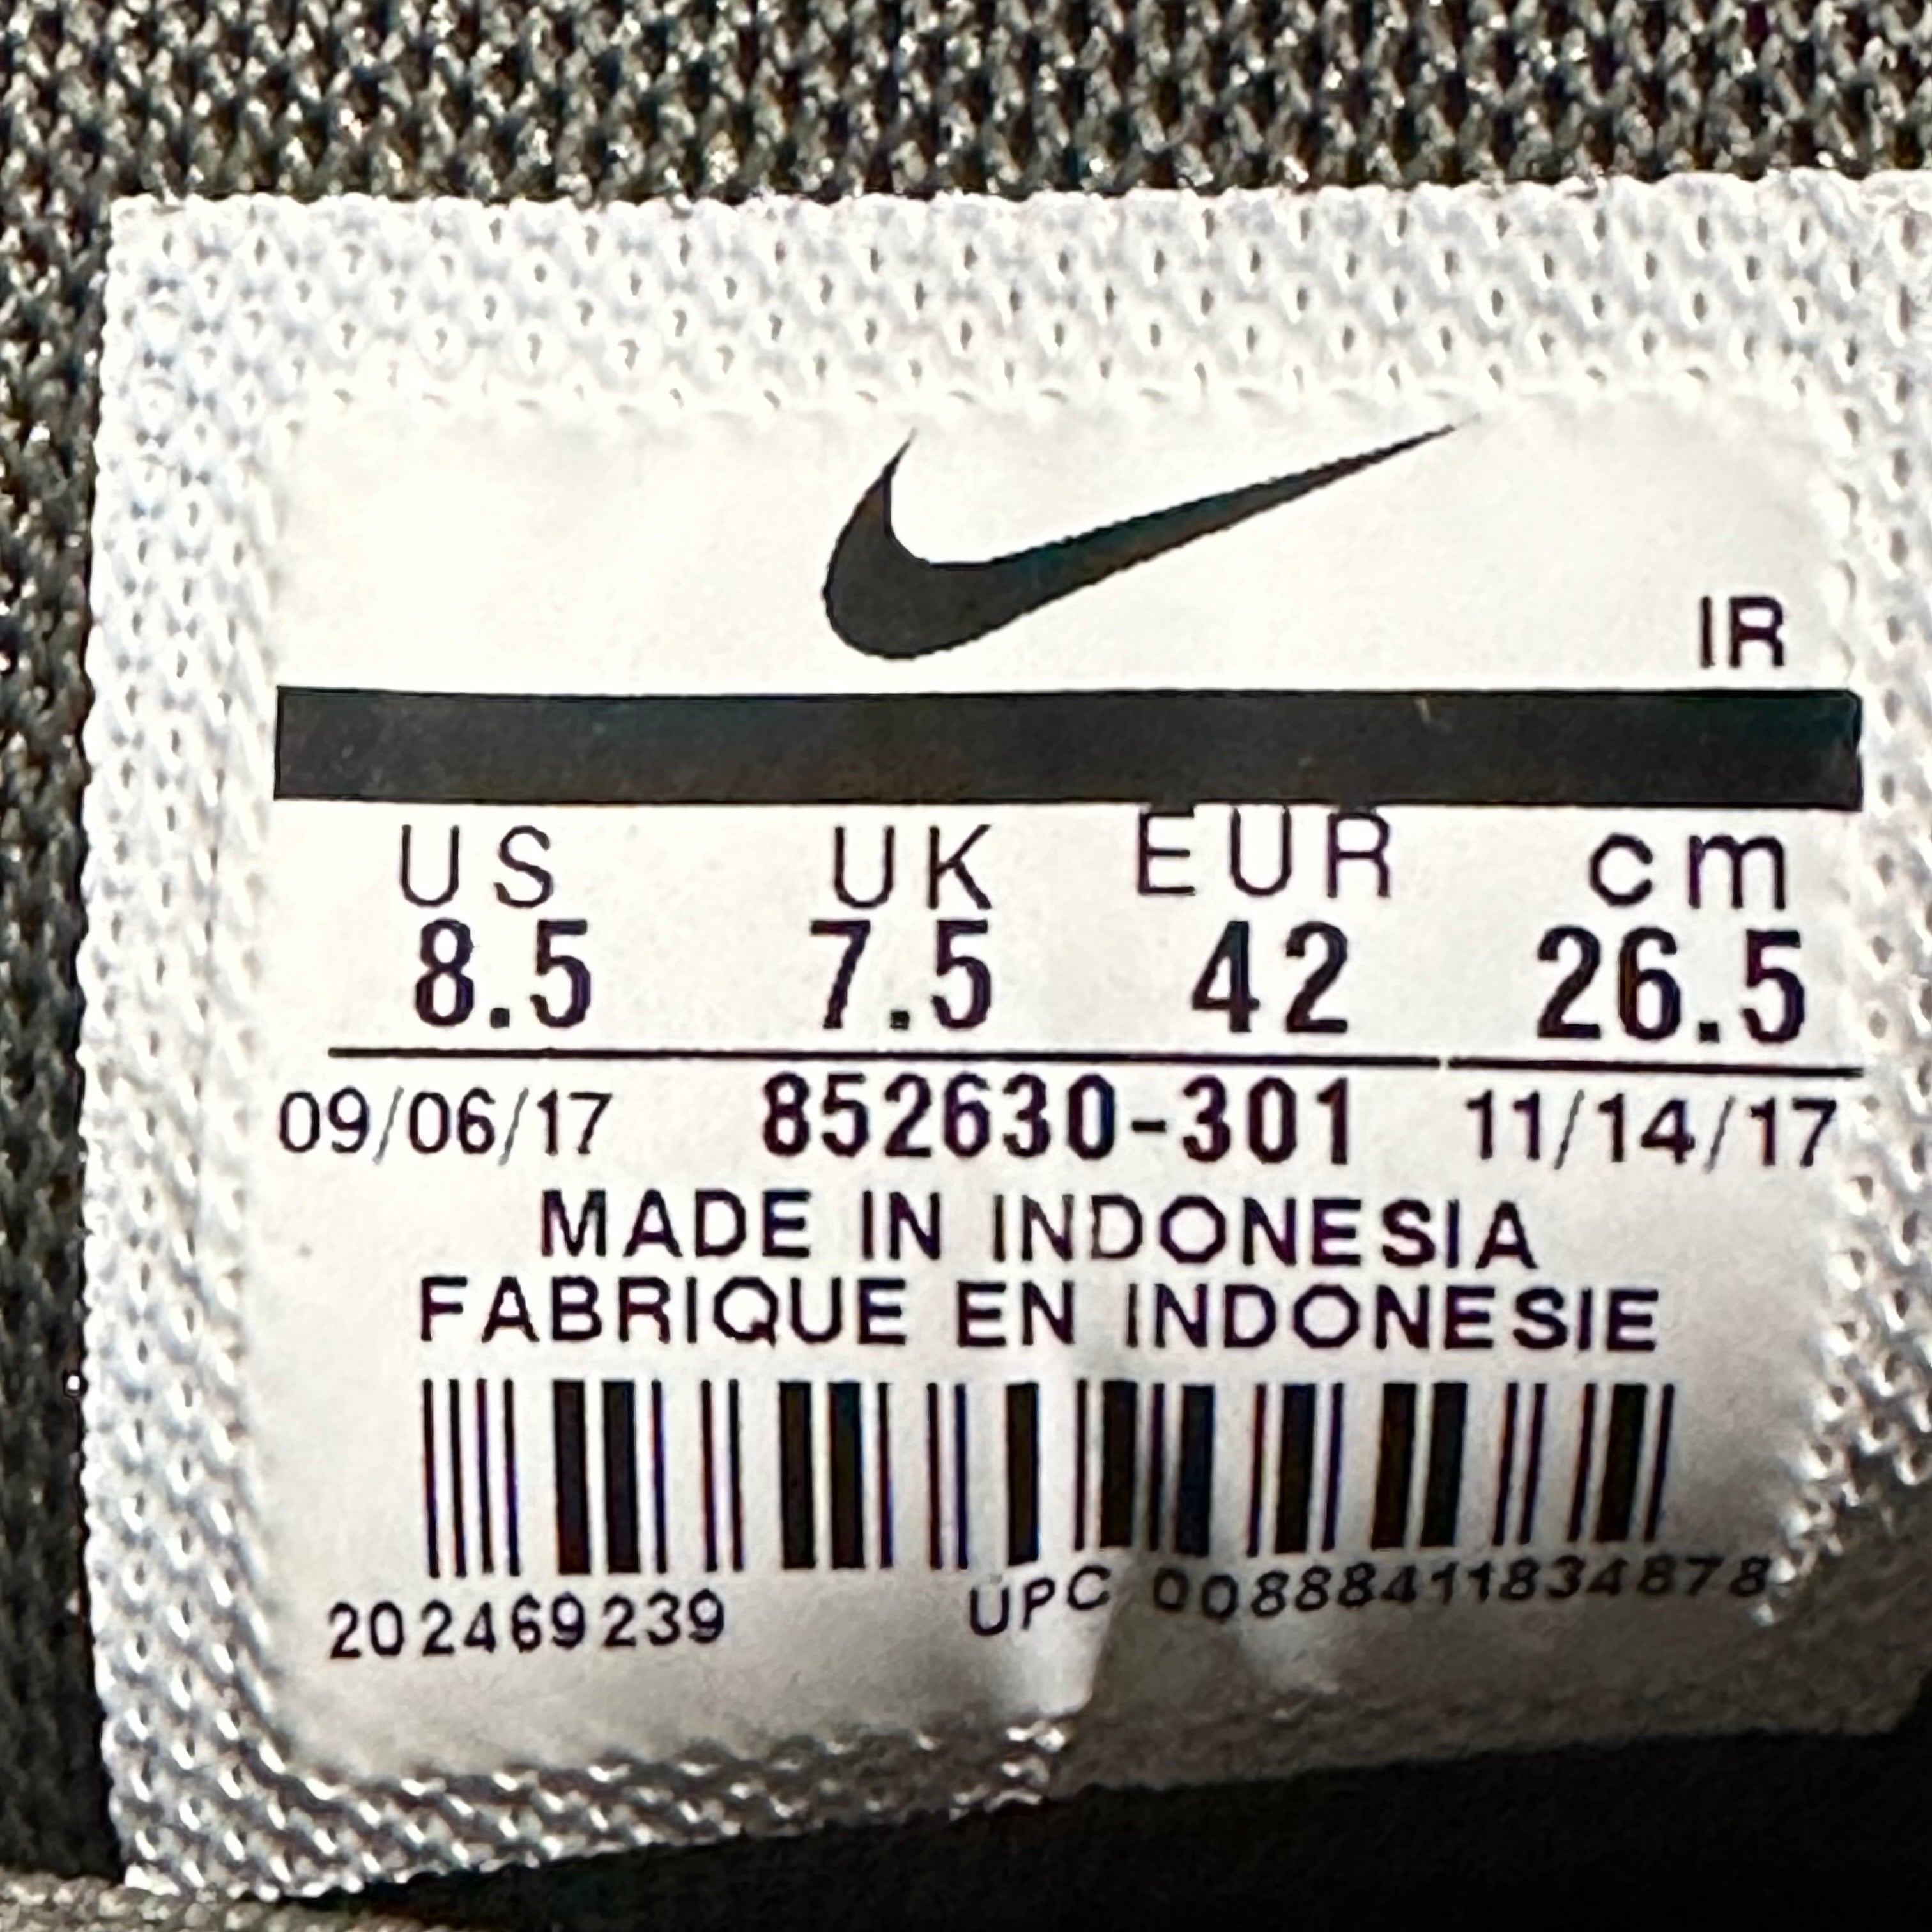 IR
US UK EUR cm
8.5 7.5 42 26.5
09/06/17 852630-301 11/14/17
MADE IN INDONESIA
FABRIQUE EN INDONESIE
202469239 UPC 00888411834878